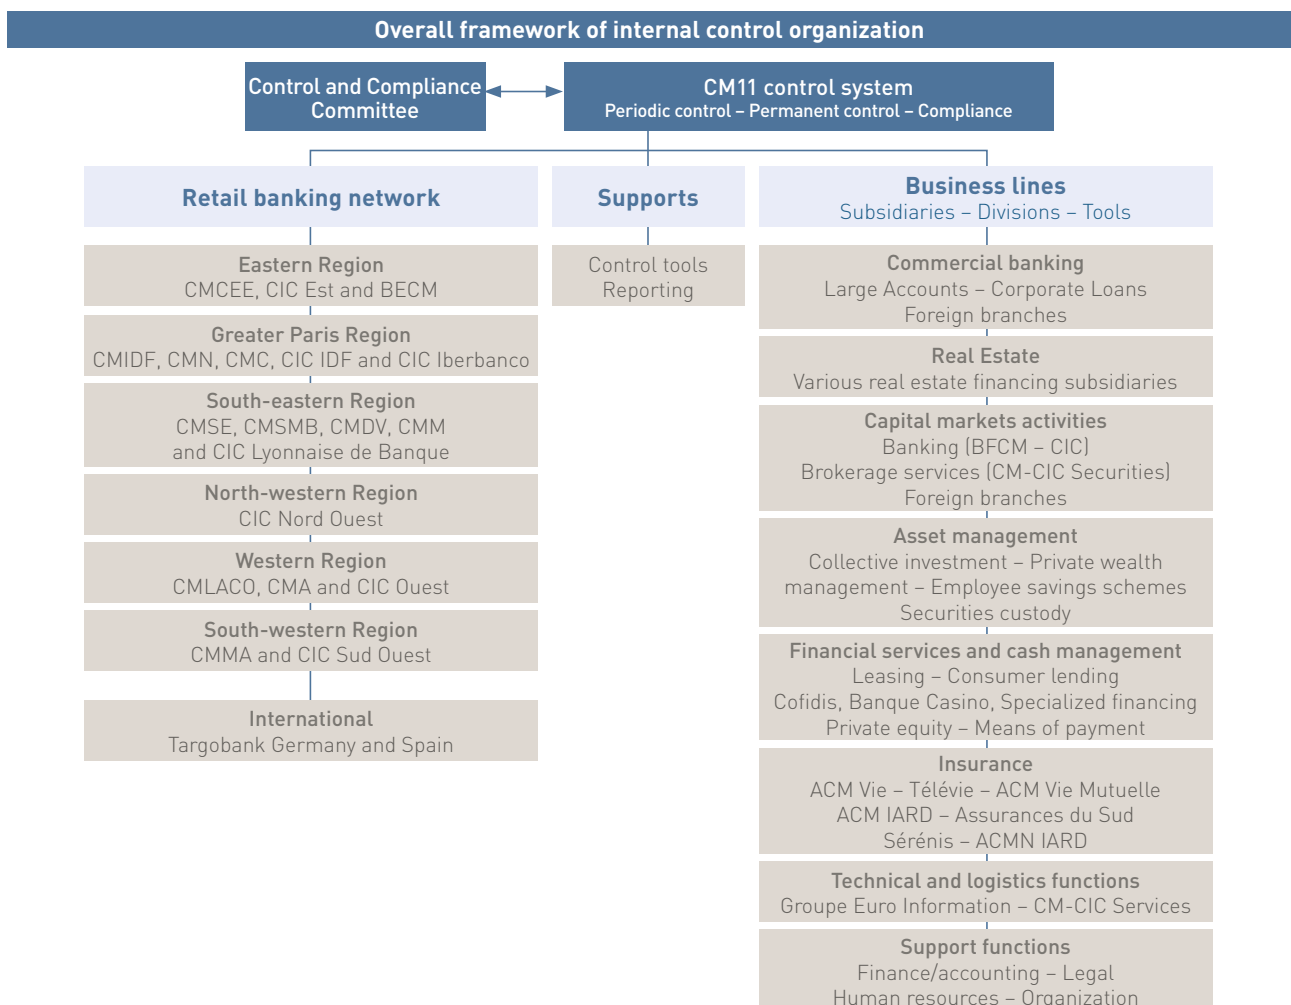 Overall framework of internal control organization
Control and Compliance
Committee
CM11 control system
Periodic control – Permanent control – Compliance
Retail banking network
Eastern Region
CMCEE, CIC Est and BECM
Greater Paris Region
CMIDF, CMN, CMC, CIC IDF and CIC Iberbanco
South-eastern Region
CMSE, CMSMB, CMDV, CMM
and CIC Lyonnaise de Banque
North-western Region
CIC Nord Ouest
Western Region
CMLACO, CMA and CIC Ouest
South-western Region
CMMA and CIC Sud Ouest
International
Targobank Germany and Spain
Supports
Control tools
Reporting
Business lines
Subsidiaries – Divisions – Tools
Commercial banking
Large Accounts – Corporate Loans
Foreign branches
Real Estate
Various real estate financing subsidiaries
Capital markets activities
Banking (BFCM – CIC)
Brokerage services (CM-CIC Securities)
Foreign branches
Asset management
Collective investment – Private wealth
management – Employee savings schemes
Securities custody
Financial services and cash management
Leasing – Consumer lending
Cofidis, Banque Casino, Specialized financing
Private equity – Means of payment
Insurance
ACM Vie – Télévie – ACM Vie Mutuelle
ACM IARD – Assurances du Sud
Sérénis – ACMN IARD
Technical and logistics functions
Groupe Euro Information – CM-CIC Services
Support functions
Finance/accounting – Legal
Human resources – Organization